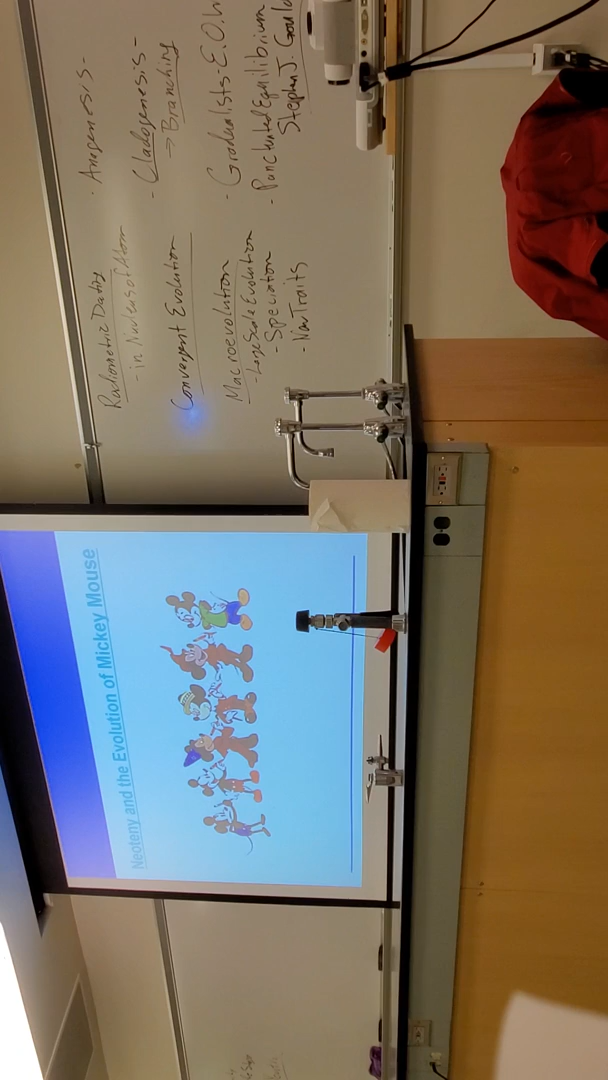 Radiometric Dating
- in Nucleus of Atom
Convergent Evolution
Macroevolution
- Large Scale Evolution
- Speciation
- New Traits
· Anagenesis -
· Cladogenesis -
→ Branching
· Gradualists - E.O.
· Punctuated Equilibrium
Stephen J. Gould
Neoteny and the Evolution of Mickey Mouse